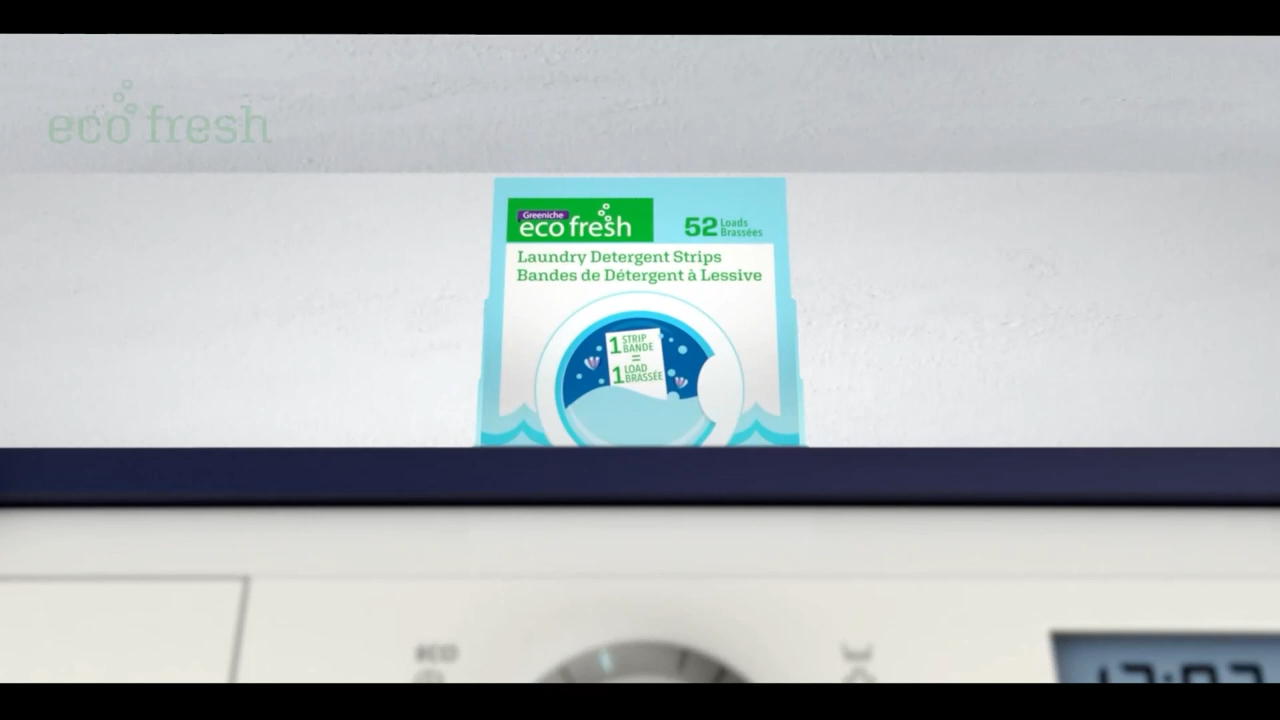 eco fresh
Greeniche
eco fresh
52 Loads
Brassées
Laundry Detergent Strips
Bandes de Détergent à Lessive
1 STRIP
BANDE
=
1 LOAD
BRASSÉE
eco